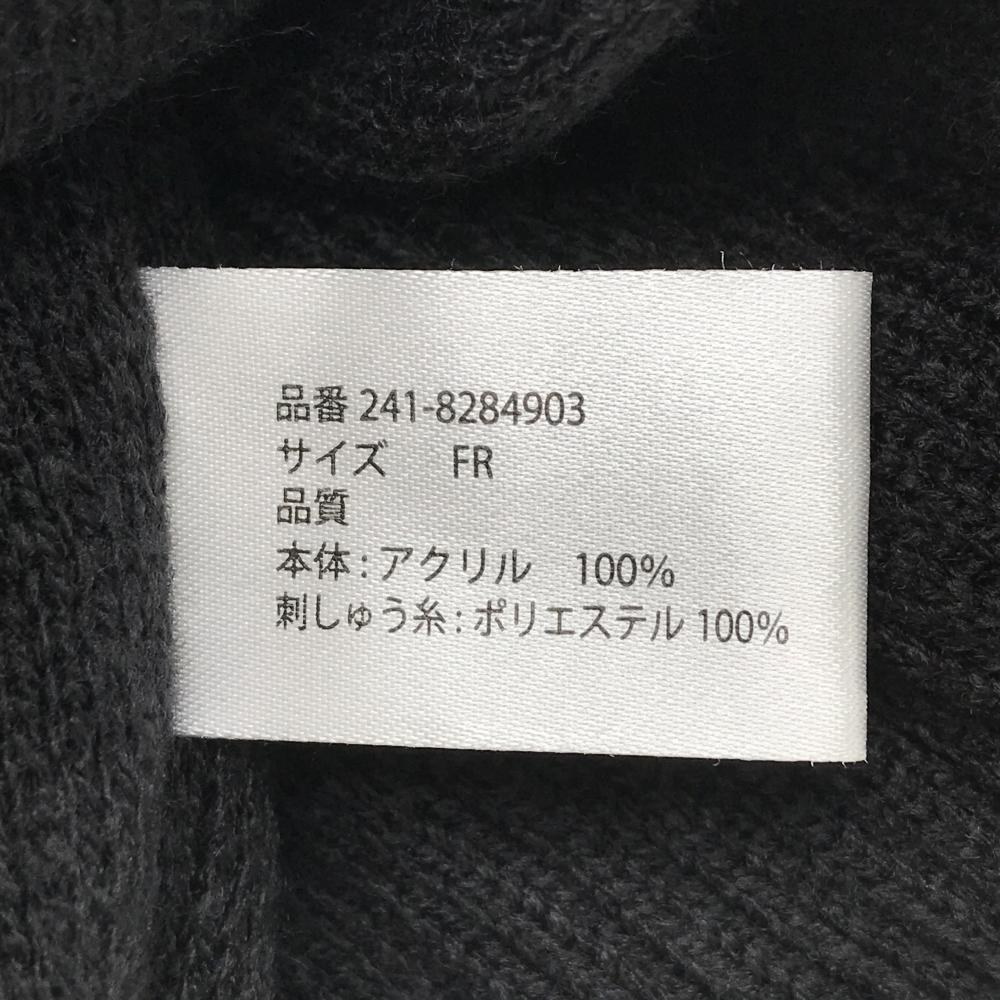 品番 241-8284903
サイズ FR
品質
本体 : アクリル 100%
刺しゅう糸 : ポリエステル 100%